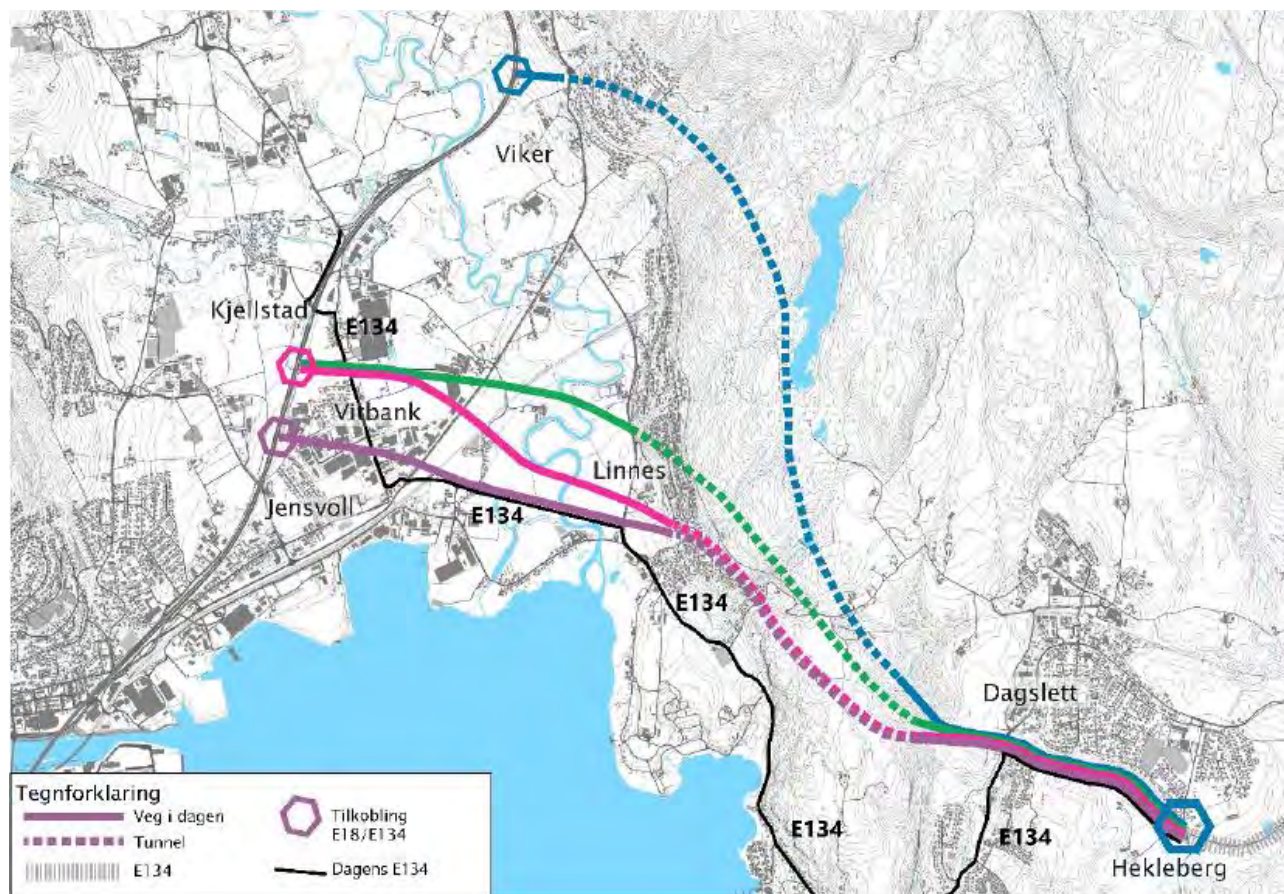 Viker
Kjellstad
E134
Vitbank
Linnes
Jensvoll
E134
E134
Dagslett
E134
E134
Hekleberg
Tegnforklaring
Veg i dagen
Tunnel
E134
Tilkobling
E18/E134
Dagens E134